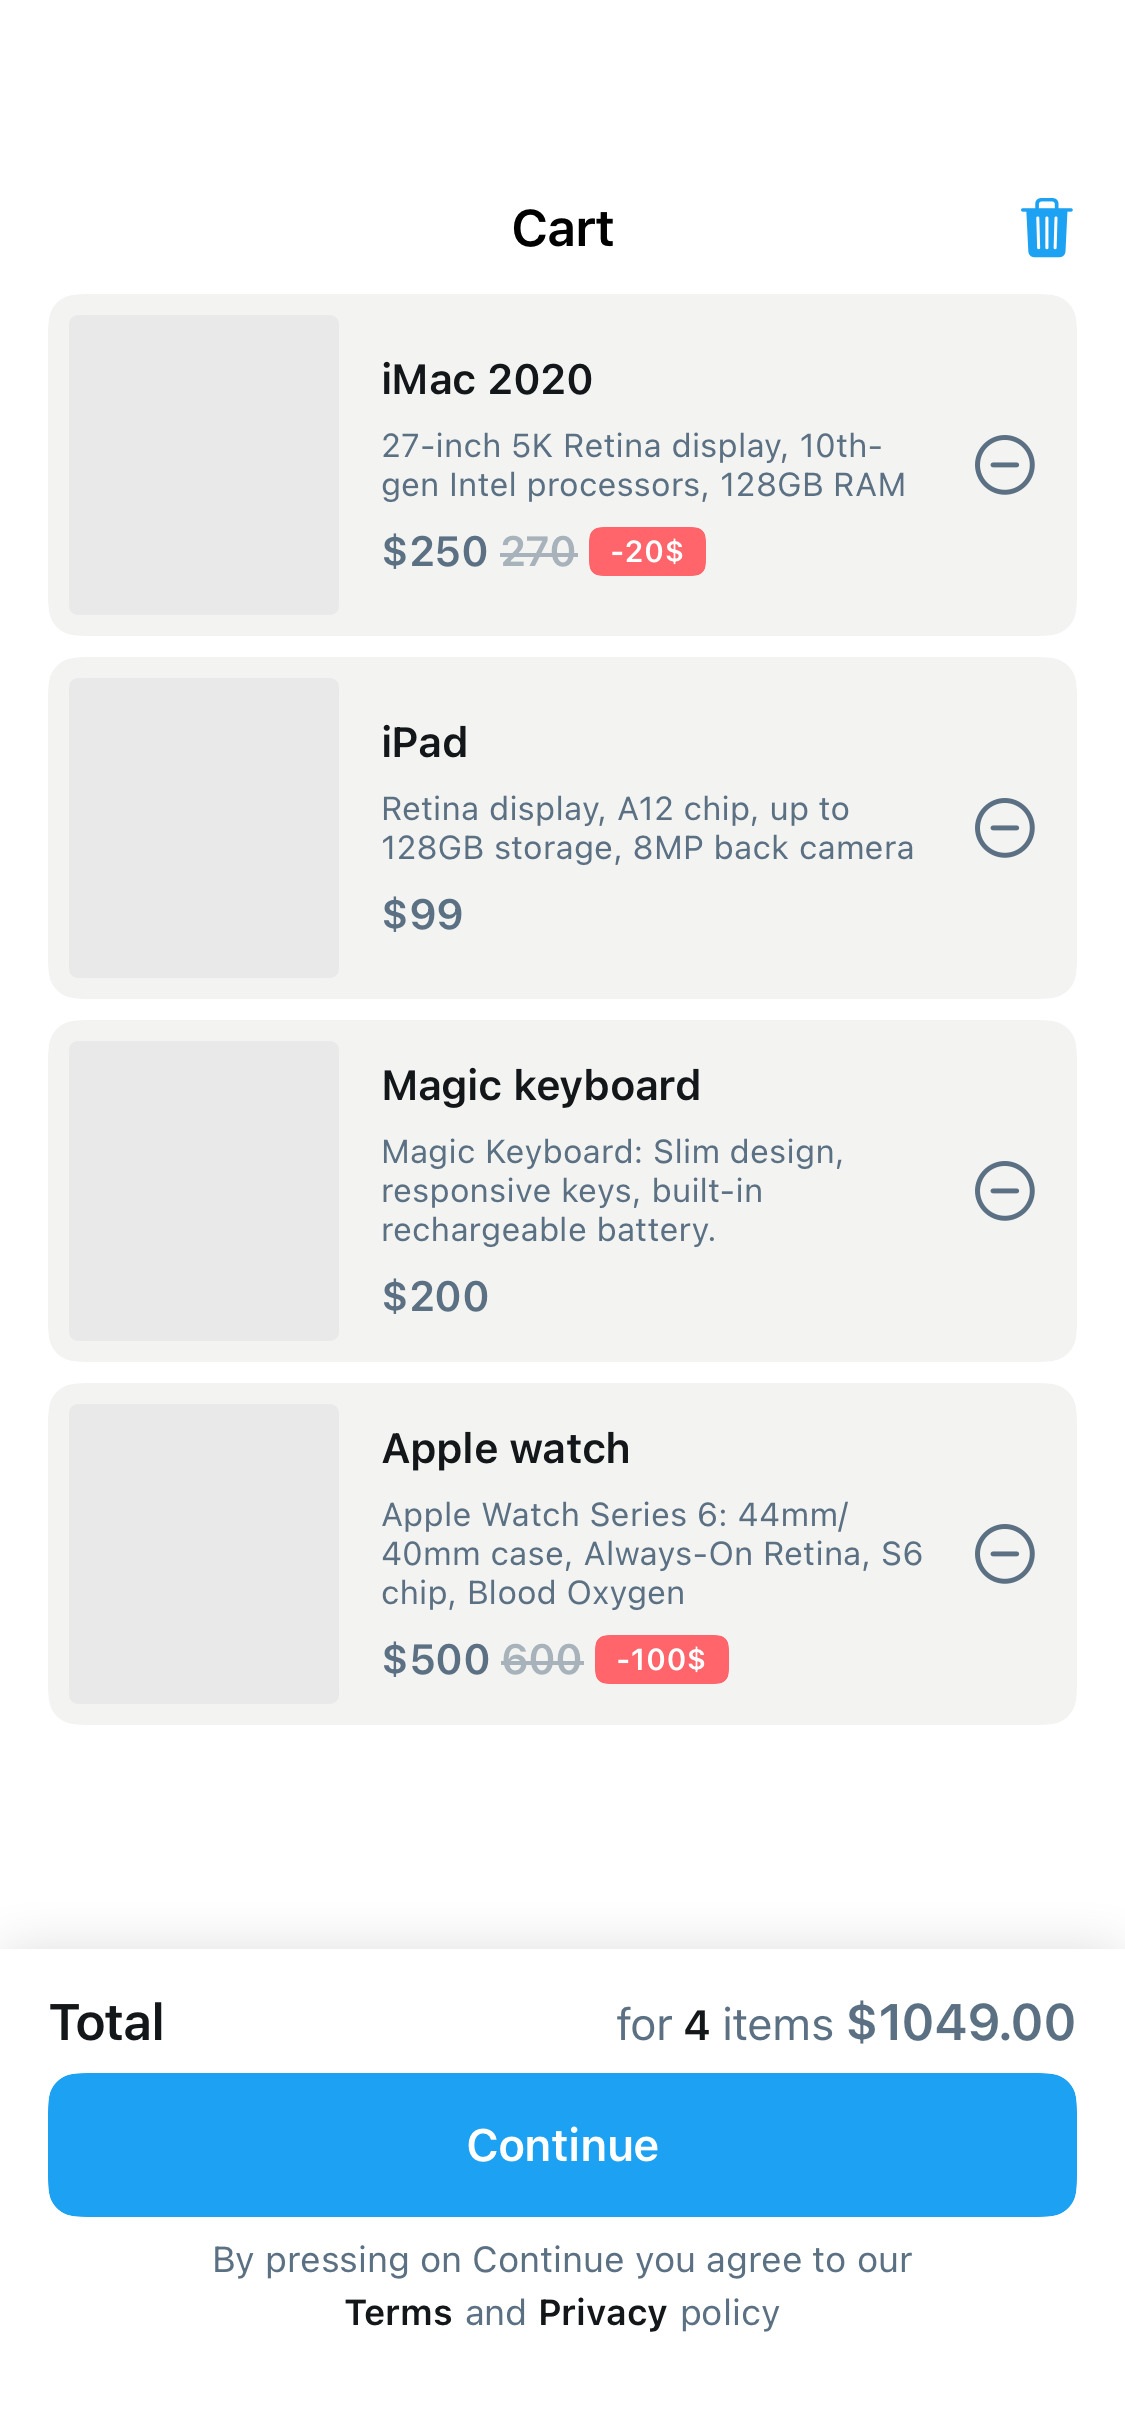 Cart
iMac 2020
27-inch 5K Retina display, 10th-
gen Intel processors, 128GB RAM
$250 270 -20$
iPad
Retina display, A12 chip, up to
128GB storage, 8MP back camera
$99
Magic keyboard
Magic Keyboard: Slim design,
responsive keys, built-in
rechargeable battery.
$200
Apple watch
Apple Watch Series 6: 44mm/
40mm case, Always-On Retina, S6
chip, Blood Oxygen
$500 600 -100$
Total for 4 items $1049.00
Continue
By pressing on Continue you agree to our
Terms and Privacy policy